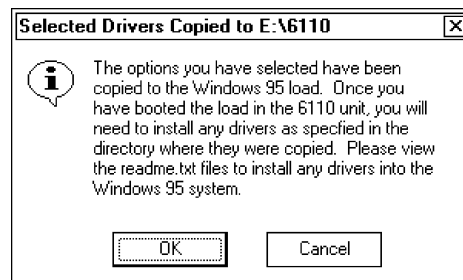 Selected Drivers Copied to E:\6110
The options you have selected have been
copied to the Windows 95 load. Once you
have booted the load in the 6110 unit, you will
need to install any drivers as specfied in the
directory where they were copied. Please view
the readme.txt files to install any drivers into the
Windows 95 system.
OK
Cancel